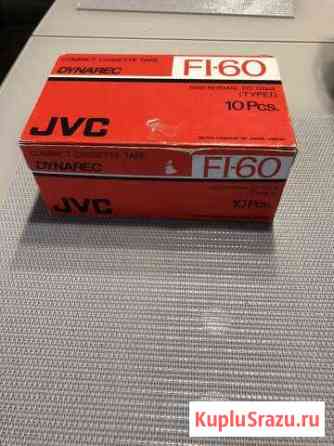 COMPACT CASSETTE TAPE
DYNAREC
FI-60
(TYPE I)
10 Pcs.
JVC
COMPACT CASSETTE TAPE
DYNAREC
FI-60
JVC
10 Pcs.
KupluSrazu.ru